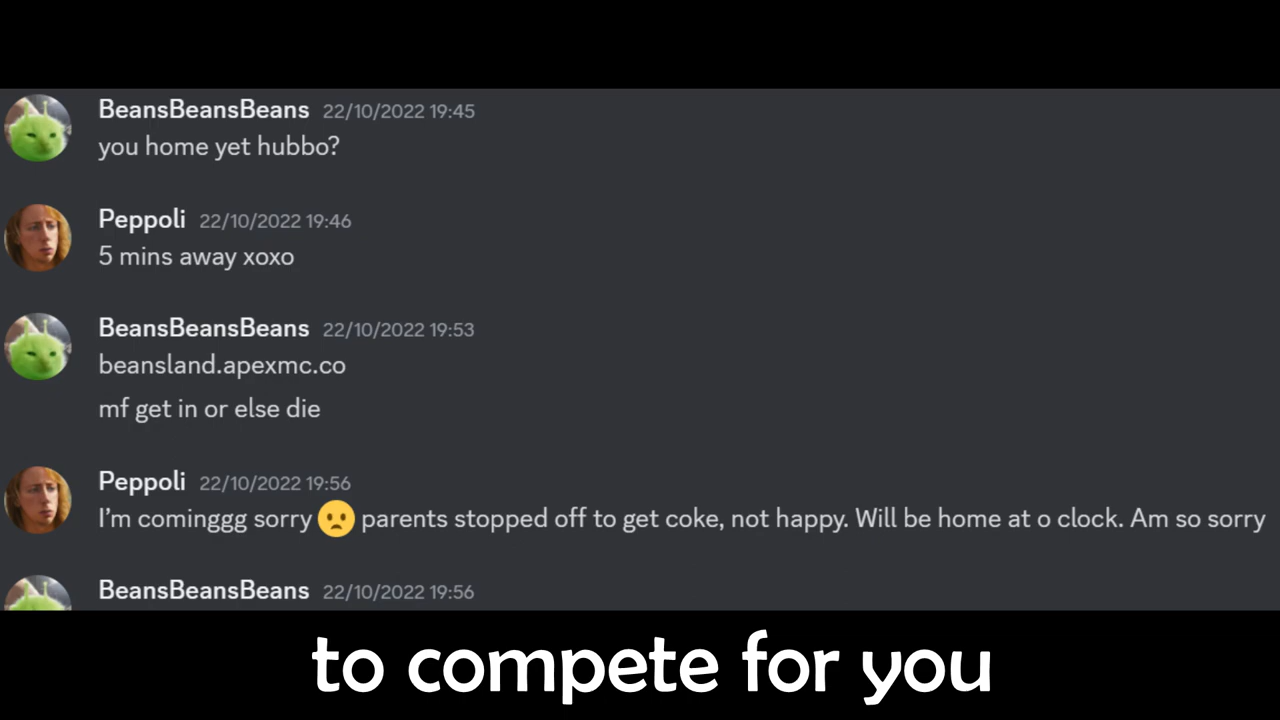 BeansBeansBeans 22/10/2022 19:45
you home yet hubbo?
Peppoli 22/10/2022 19:46
5 mins away xoxo
BeansBeansBeans 22/10/2022 19:53
beansland.apexmc.co
mf get in or else die
Peppoli 22/10/2022 19:56
I'm cominggg sorry 😦 parents stopped off to get coke, not happy. Will be home at o clock. Am so sorry
BeansBeansBeans 22/10/2022 19:56
to compete for you